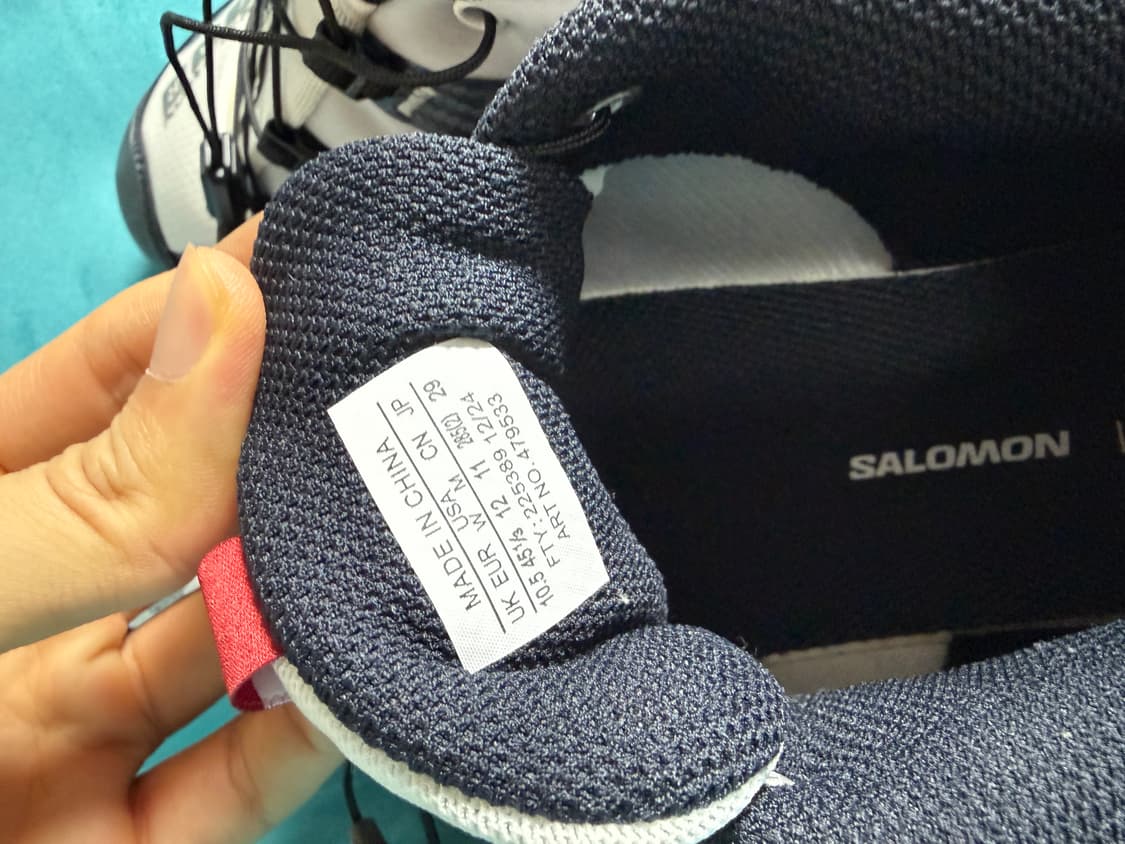 MADE IN CHINA
UK EUR USA CN JP
W M
10.5 45⅓ 12 11 285(2) 29
FTY: 225389 12/24
ART NO. 479533
SALOMON